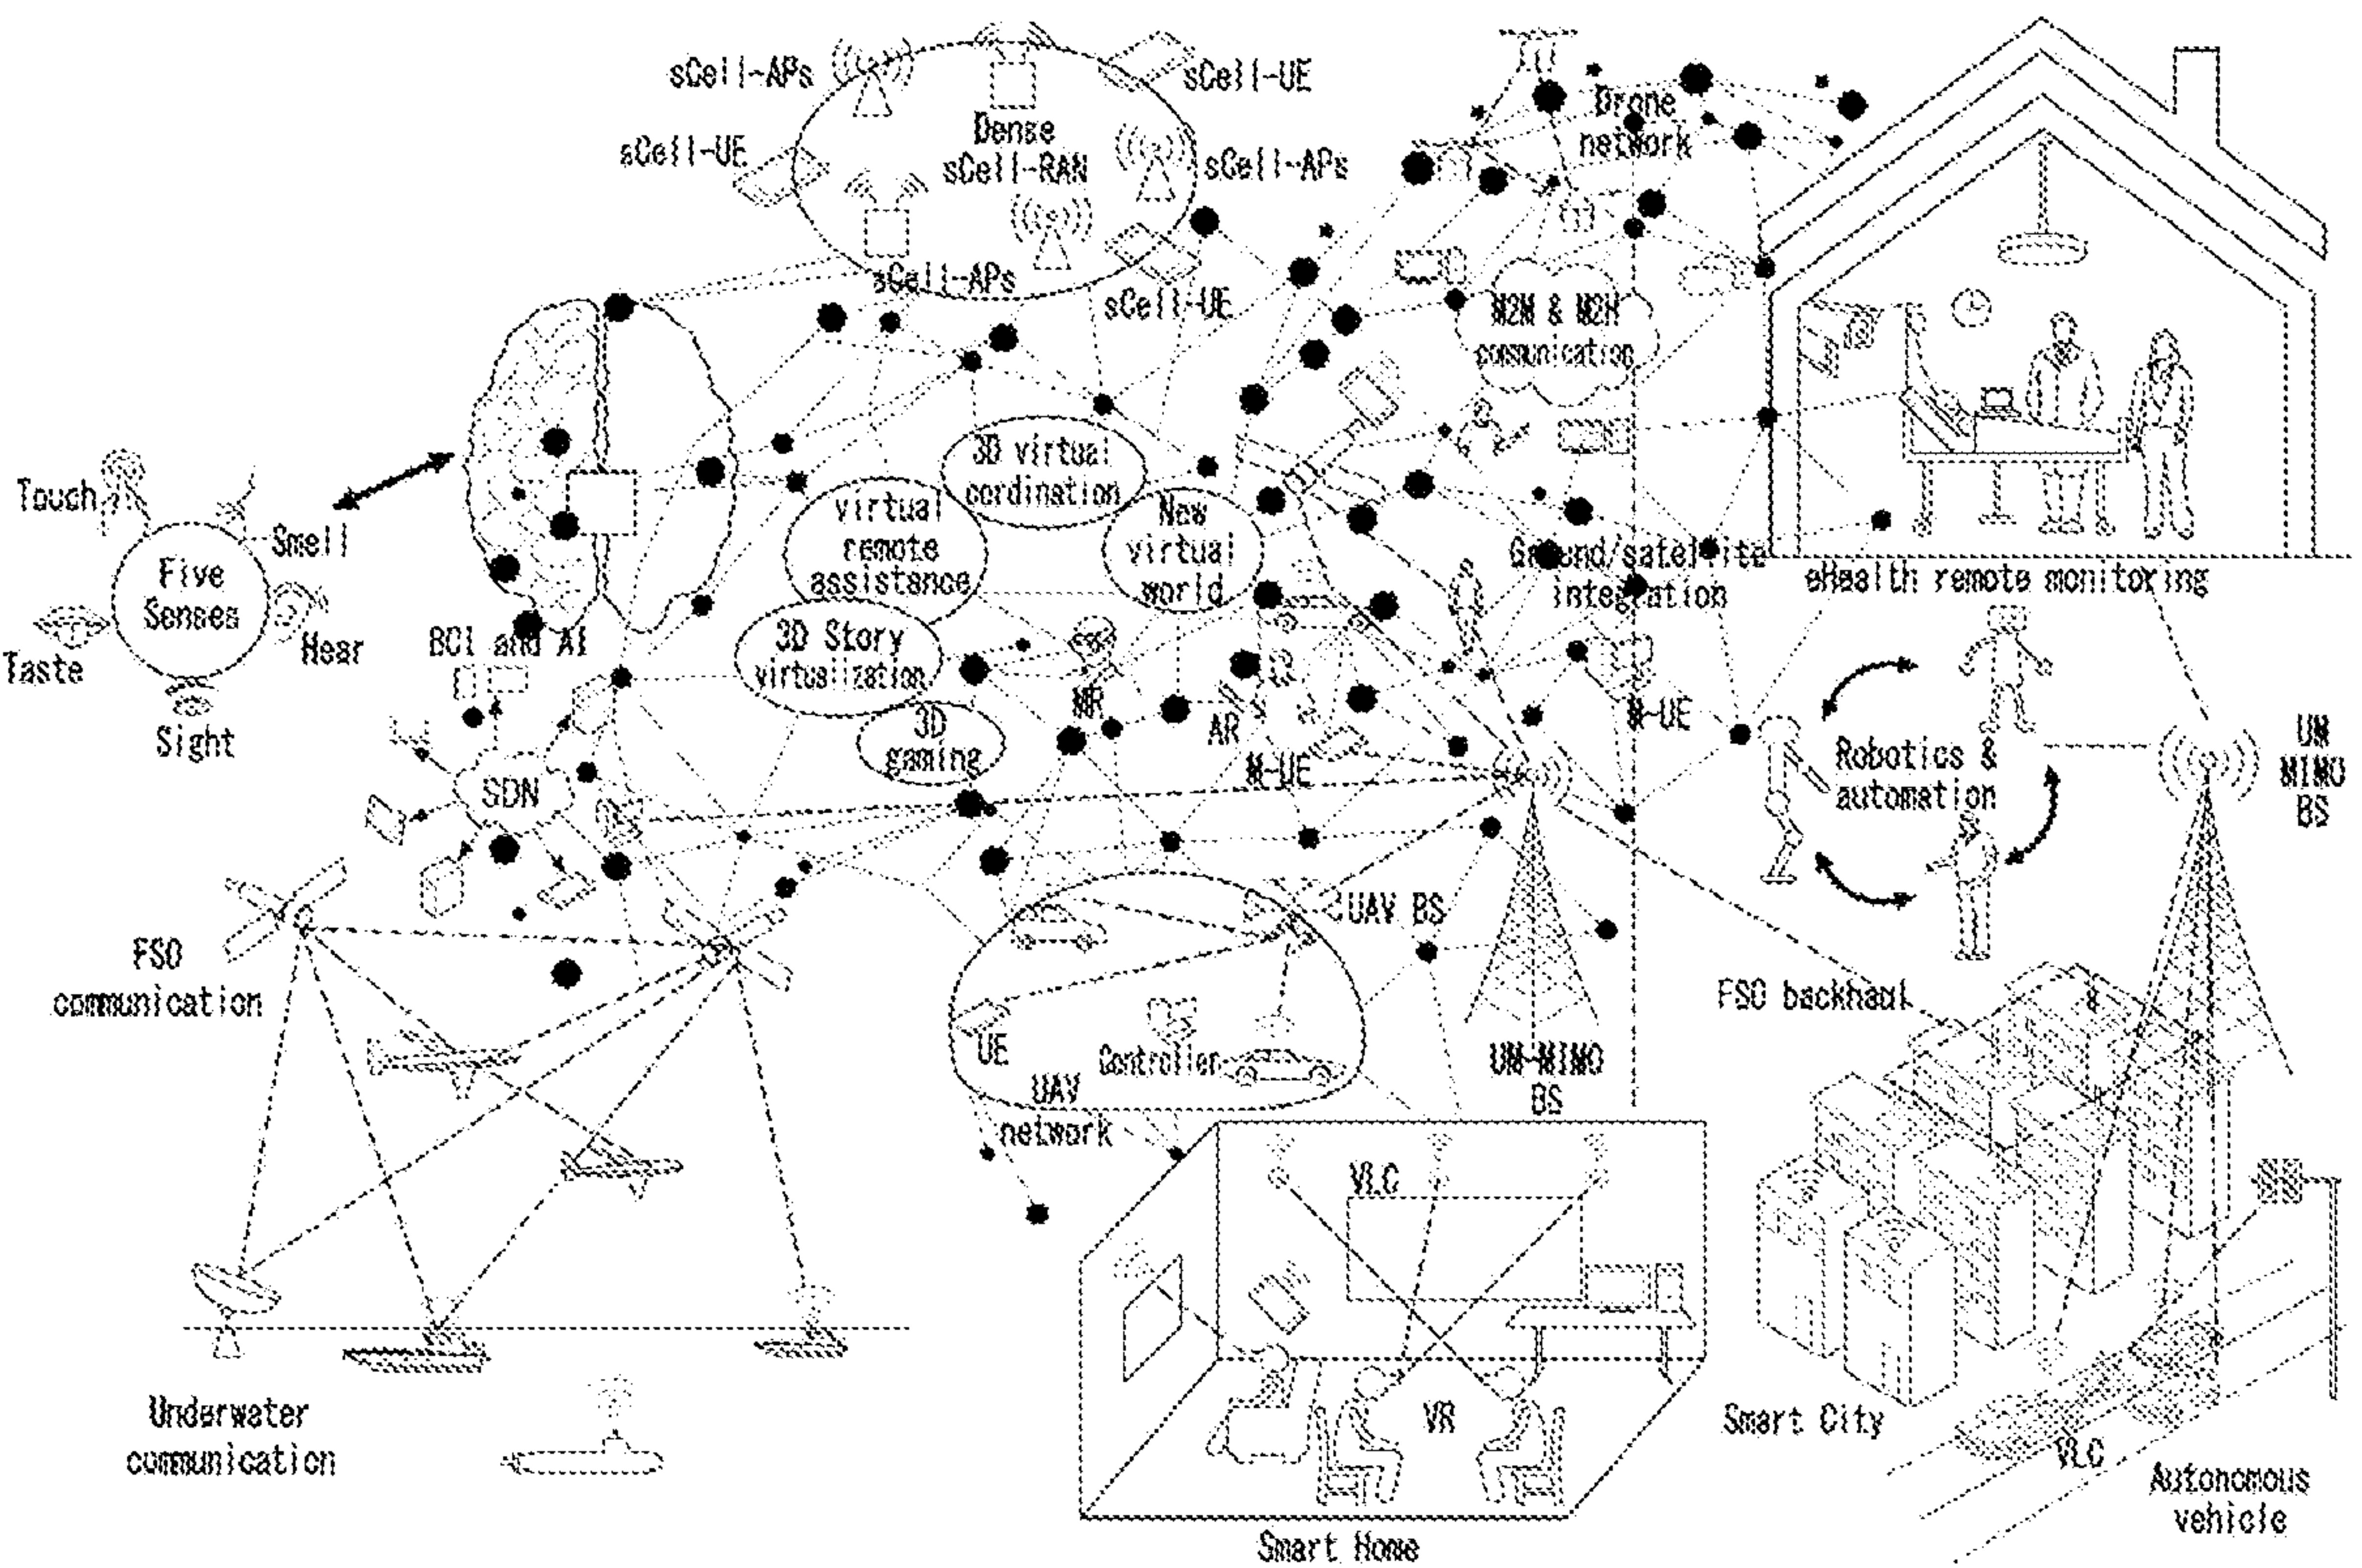 sCell-APs
sCell-UE
sCell-UE
Dense
sCell-RAN
sCell-APs
sCell-APs
sCell-UE
Drone
network
M2M & M2H
communication
Touch
Smell
Five
Senses
Taste
Hear
Sight
BCI and AI
3D virtual
cordination
virtual
remote
assistance
New
virtual
world
3D Story
virtualization
3D
gaming
MR
AR
M-UE
M-UE
Ground/satellite
integration
eHealth remote monitoring
Robotics &
automation
UM
MIMO
BS
SDN
FSO
communication
UAV BS
UE
Controller
UAV
network
UM-MIMO
BS
FSO backhaul
VLC
VR
Smart Home
Underwater
communication
Smart City
VLC
Autonomous
vehicle